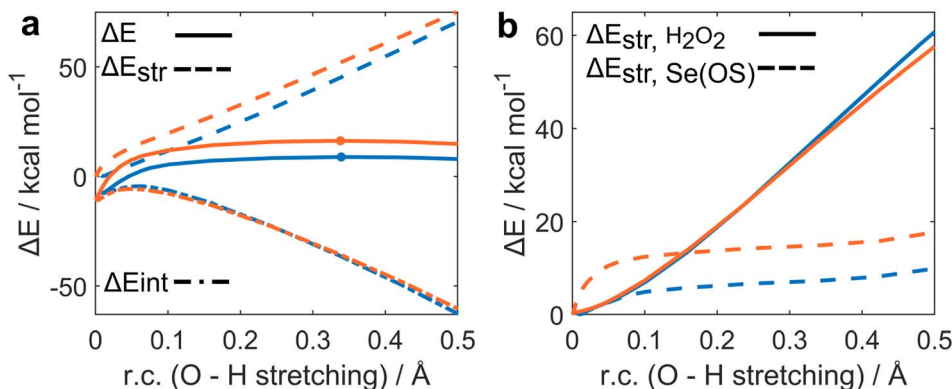 a
ΔE
ΔEstr
ΔEint
50
0
-50
ΔE / kcal mol⁻¹
0
0.1
0.2
0.3
0.4
0.5
r.c. (O - H stretching) / Å
b
ΔEstr, H₂O₂
ΔEstr, Se(OS)
60
40
20
0
ΔE / kcal mol⁻¹
0
0.1
0.2
0.3
0.4
0.5
r.c. (O - H stretching) / Å